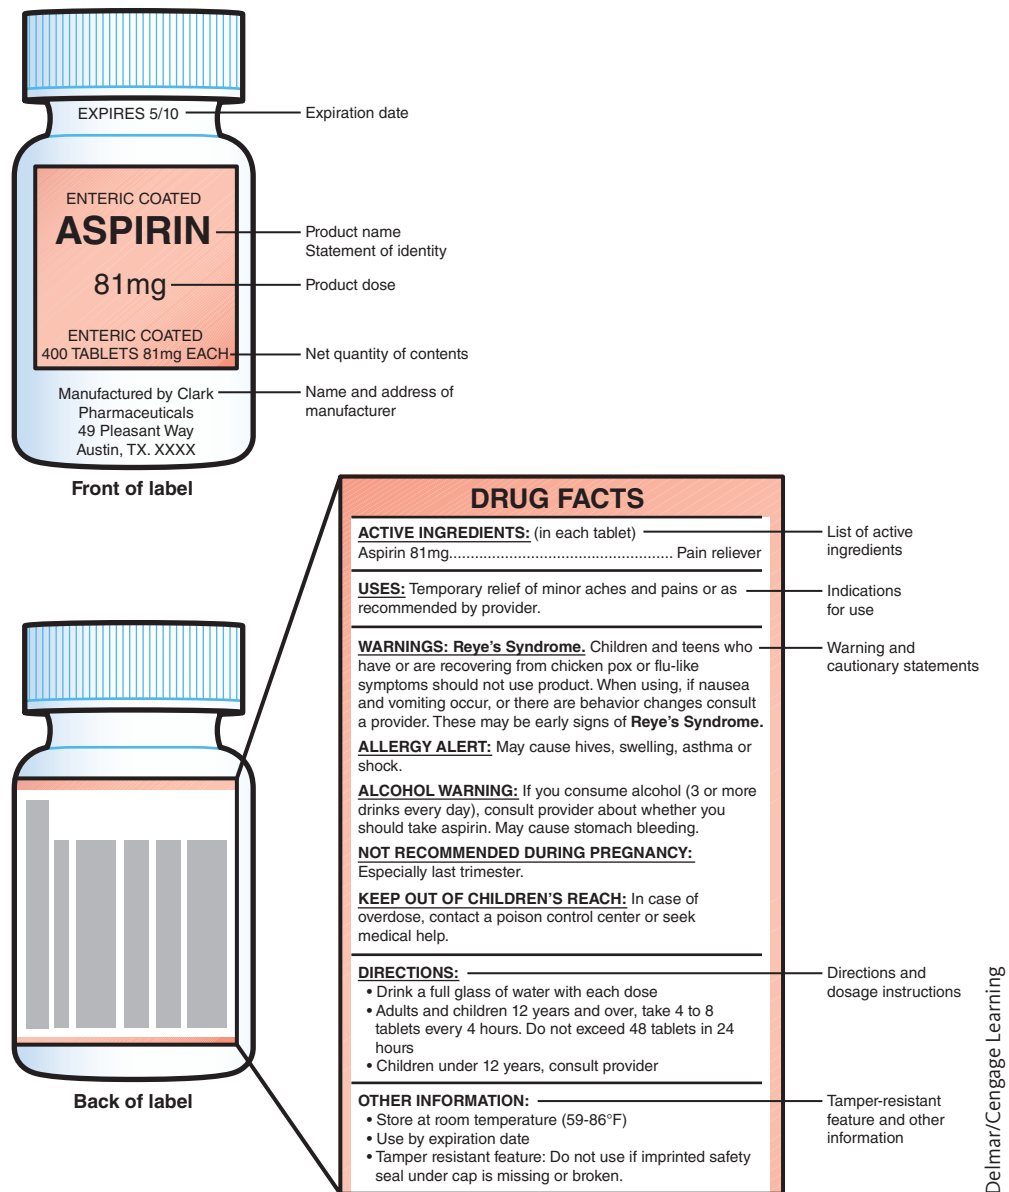 EXPIRES 5/10
Expiration date
ENTERIC COATED
ASPIRIN
Product name
Statement of identity
81mg
Product dose
ENTERIC COATED
400 TABLETS 81mg EACH
Net quantity of contents
Manufactured by Clark
Pharmaceuticals
49 Pleasant Way
Austin, TX. XXXX
Name and address of
manufacturer
Front of label
DRUG FACTS
ACTIVE INGREDIENTS: (in each tablet)
Aspirin 81mg.................................................... Pain reliever
List of active
ingredients
USES: Temporary relief of minor aches and pains or as
recommended by provider.
Indications
for use
WARNINGS: Reye's Syndrome. Children and teens who
have or are recovering from chicken pox or flu-like
symptoms should not use product. When using, if nausea
and vomiting occur, or there are behavior changes consult
a provider. These may be early signs of Reye's Syndrome.
Warning and
cautionary statements
ALLERGY ALERT: May cause hives, swelling, asthma or
shock.
ALCOHOL WARNING: If you consume alcohol (3 or more
drinks every day), consult provider about whether you
should take aspirin. May cause stomach bleeding.
NOT RECOMMENDED DURING PREGNANCY:
Especially last trimester.
KEEP OUT OF CHILDREN'S REACH: In case of
overdose, contact a poison control center or seek
medical help.
DIRECTIONS:
• Drink a full glass of water with each dose
• Adults and children 12 years and over, take 4 to 8
tablets every 4 hours. Do not exceed 48 tablets in 24
hours
• Children under 12 years, consult provider
Directions and
dosage instructions
OTHER INFORMATION:
• Store at room temperature (59-86°F)
• Use by expiration date
• Tamper resistant feature: Do not use if imprinted safety
seal under cap is missing or broken.
Tamper-resistant
feature and other
information
Back of label
Delmar/Cengage Learning